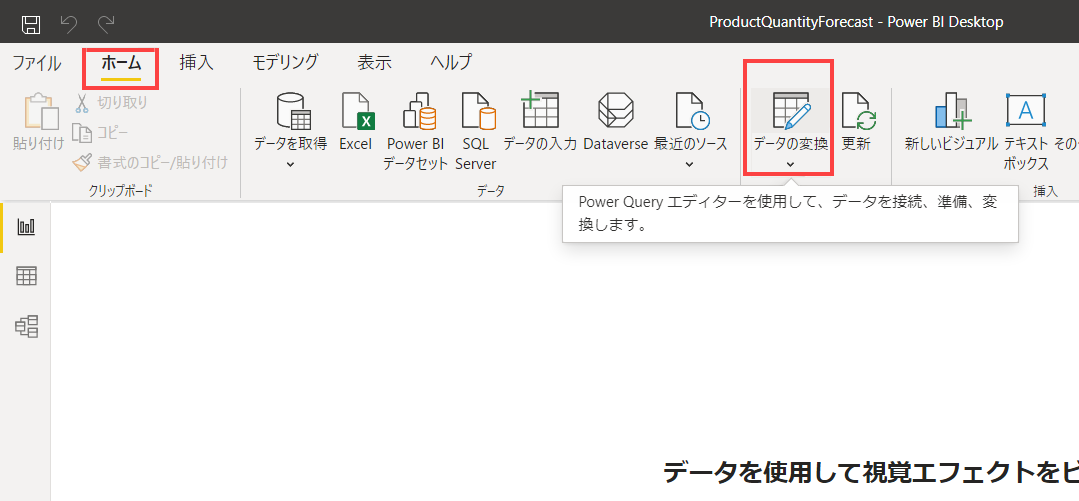 ProductQuantityForecast - Power BI Desktop
ファイル ホーム 挿入 モデリング 表示 ヘルプ
貼り付け
切り取り
コピー
書式のコピー/貼り付け
クリップボード
データを取得
Excel
Power BI
データセット
SQL
Server
データの入力
Dataverse
最近のソース
データ
データの変換
更新
新しいビジュアル
テキスト
ボックス
その
挿入
Power Query エディターを使用して、データを接続、準備、変
換します。
データを使用して視覚エフェクトをビ